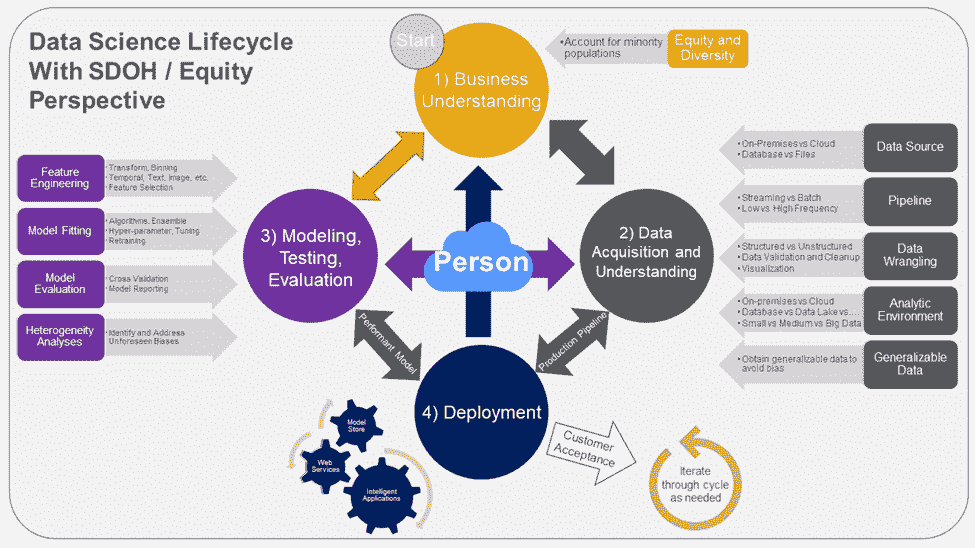 Data Science Lifecycle
With SDOH / Equity
Perspective
Start
1) Business
Understanding
•Account for minority
populations
Equity and
Diversity
Feature
Engineering
• Transform, Binning
• Temporal, Text, Image, etc.
• Feature Selection
Model Fitting
• Algorithms, Ensemble
• Hyper-parameter, Tuning
• Retraining
Model
Evaluation
• Cross Validation
• Model Reporting
Heterogeneity
Analyses
• Identify and Address
Unforeseen Biases
3) Modeling,
Testing,
Evaluation
Person
2) Data
Acquisition and
Understanding
• On-Premises vs Cloud
• Database vs Files
Data Source
• Streaming vs Batch
• Low vs High Frequency
Pipeline
• Structured vs Unstructured
• Data Validation and Cleanup
• Visualization
Data
Wrangling
• On-premises vs Cloud
• Database vs Data Lake vs....
• Small vs Medium vs Big Data
Analytic
Environment
• Obtain generalizable data to
avoid bias
Generalizable
Data
Performant Model
Production Pipeline
4) Deployment
Model
Store
Web
Services
Intelligent
Applications
Customer
Acceptance
Iterate
through cycle
as needed